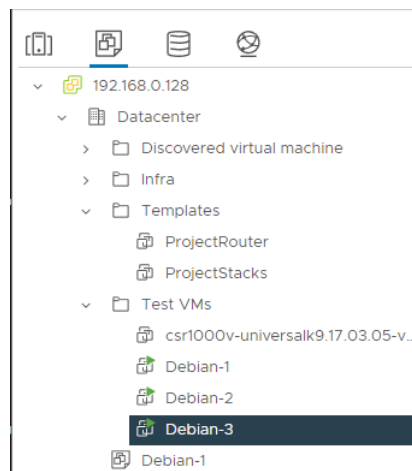 192.168.0.128
Datacenter
Discovered virtual machine
Infra
Templates
ProjectRouter
ProjectStacks
Test VMs
csr1000v-universalk9.17.03.05-v...
Debian-1
Debian-2
Debian-3
Debian-1